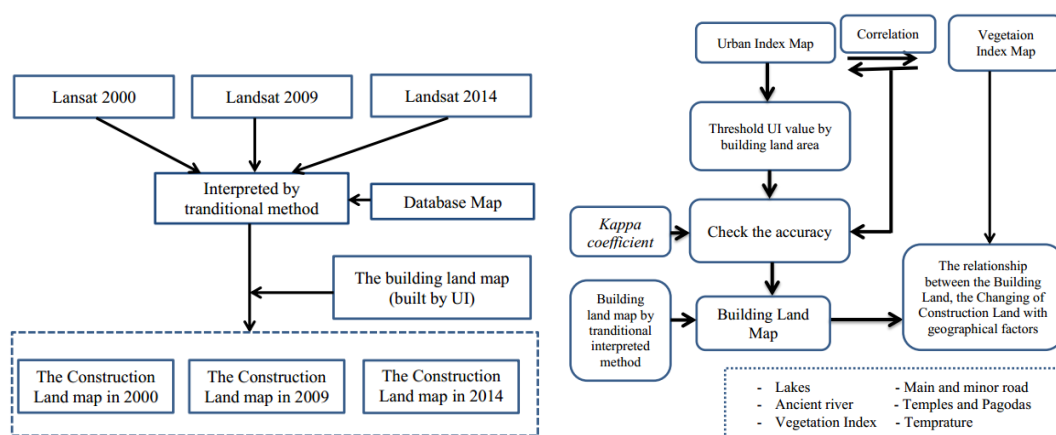 Lansat 2000
Landsat 2009
Landsat 2014
Interpreted by
tranditional method
Database Map
The building land map
(built by UI)
The Construction
Land map in 2000
The Construction
Land map in 2009
The Construction
Land map in 2014
Urban Index Map
Correlation
Vegetaion
Index Map
Threshold UI value by
building land area
Kappa
coefficient
Check the accuracy
Building
land map by
tranditional
interpreted
method
Building Land
Map
The relationship
between the Building
Land, the Changing of
Construction Land with
geographical factors
- Lakes
- Ancient river
- Vegetation Index
- Main and minor road
- Temples and Pagodas
- Temprature